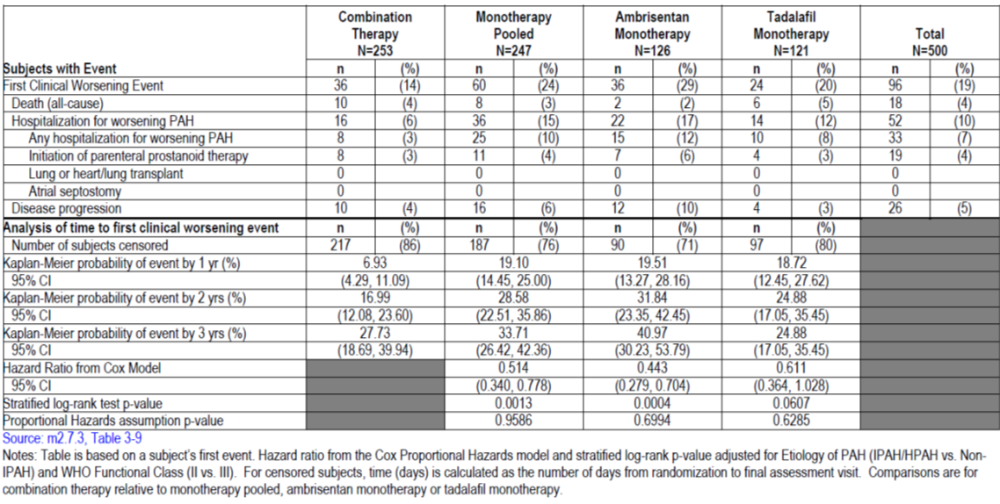 Combination Therapy N=253 Monotherapy Pooled N=247 Ambrisentan Monotherapy N=126 Tadalafil Monotherapy N=121 Total N=500
Subjects with Event n (%) n (%) n (%) n (%) n (%)
First Clinical Worsening Event 36 (14) 60 (24) 36 (29) 24 (20) 96 (19)
Death (all-cause) 10 (4) 8 (3) 2 (2) 6 (5) 18 (4)
Hospitalization for worsening PAH 16 (6) 36 (15) 22 (17) 14 (12) 52 (10)
Any hospitalization for worsening PAH 8 (3) 25 (10) 15 (12) 10 (8) 33 (7)
Initiation of parenteral prostanoid therapy 8 (3) 11 (4) 7 (6) 4 (3) 19 (4)
Lung or heart/lung transplant 0 0 0 0 0
Atrial septostomy 0 0 0 0 0
Disease progression 10 (4) 16 (6) 12 (10) 4 (3) 26 (5)
Analysis of time to first clinical worsening event n (%) n (%) n (%) n (%)
Number of subjects censored 217 (86) 187 (76) 90 (71) 97 (80)
Kaplan-Meier probability of event by 1 yr (%) 6.93 19.10 19.51 18.72
95% CI (4.29, 11.09) (14.45, 25.00) (13.27, 28.16) (12.45, 27.62)
Kaplan-Meier probability of event by 2 yrs (%) 16.99 28.58 31.84 24.88
95% CI (12.08, 23.60) (22.51, 35.86) (23.35, 42.45) (17.05, 35.45)
Kaplan-Meier probability of event by 3 yrs (%) 27.73 33.71 40.97 24.88
95% CI (18.69, 39.94) (26.42, 42.36) (30.23, 53.79) (17.05, 35.45)
Hazard Ratio from Cox Model 0.514 0.443 0.611
95% CI (0.340, 0.778) (0.279, 0.704) (0.364, 1.028)
Stratified log-rank test p-value 0.0013 0.0004 0.0607
Proportional Hazards assumption p-value 0.9586 0.6994 0.6285
Source: m2.7.3, Table 3-9
Notes: Table is based on a subject's first event. Hazard ratio from the Cox Proportional Hazards model and stratified log-rank p-value adjusted for Etiology of PAH (IPAH/HPAH vs. Non-
IPAH) and WHO Functional Class (II vs. III). For censored subjects, time (days) is calculated as the number of days from randomization to final assessment visit. Comparisons are for
combination therapy relative to monotherapy pooled, ambrisentan monotherapy or tadalafil monotherapy.